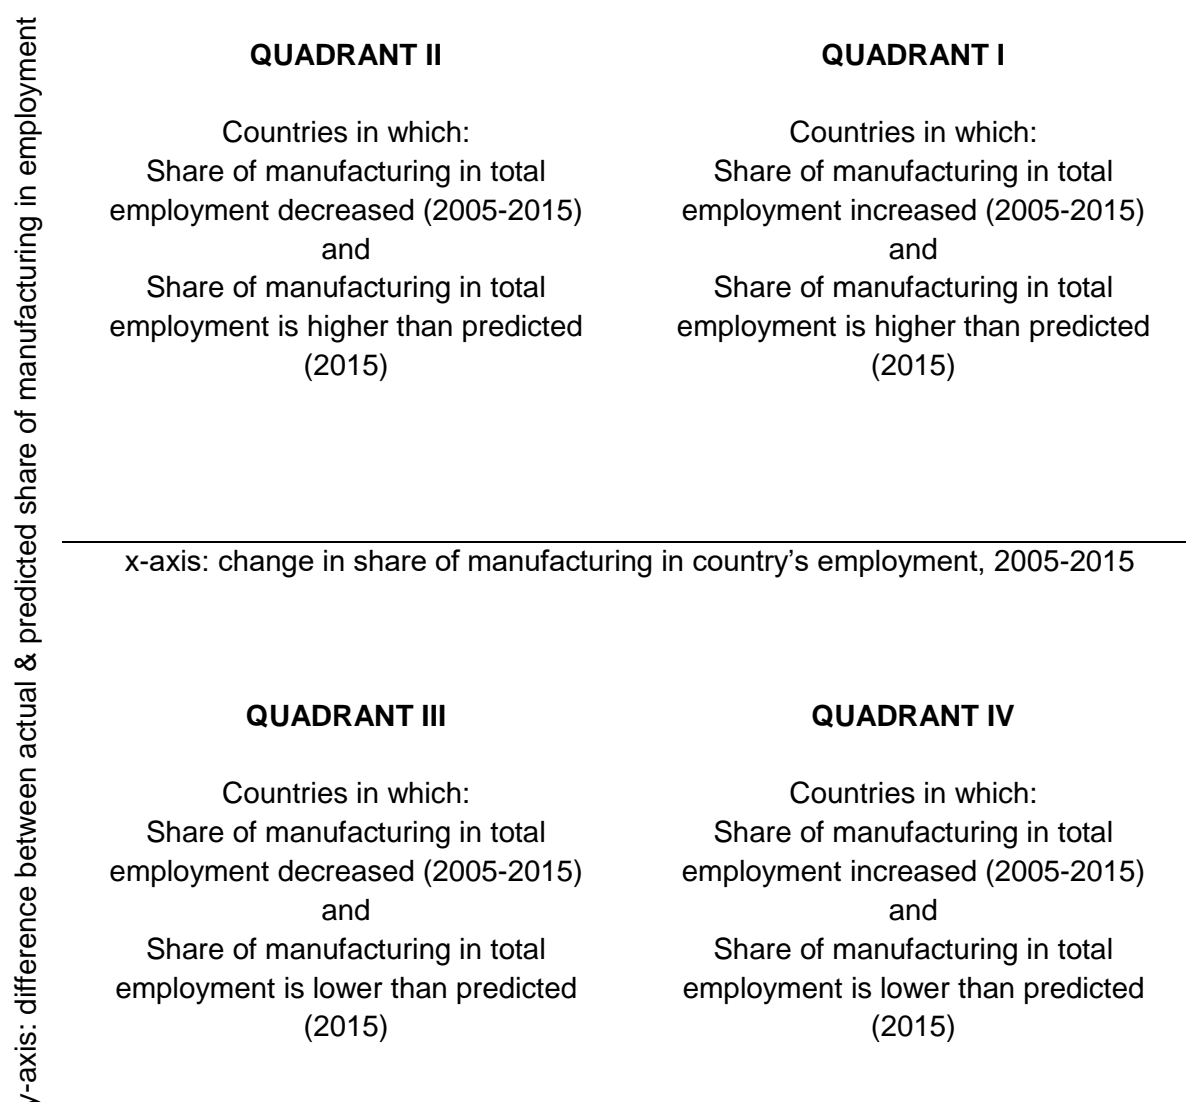 y-axis: difference between actual & predicted share of manufacturing in employment
QUADRANT II
Countries in which:
Share of manufacturing in total
employment decreased (2005-2015)
and
Share of manufacturing in total
employment is higher than predicted
(2015)
QUADRANT I
Countries in which:
Share of manufacturing in total
employment increased (2005-2015)
and
Share of manufacturing in total
employment is higher than predicted
(2015)
x-axis: change in share of manufacturing in country’s employment, 2005-2015
QUADRANT III
Countries in which:
Share of manufacturing in total
employment decreased (2005-2015)
and
Share of manufacturing in total
employment is lower than predicted
(2015)
QUADRANT IV
Countries in which:
Share of manufacturing in total
employment increased (2005-2015)
and
Share of manufacturing in total
employment is lower than predicted
(2015)